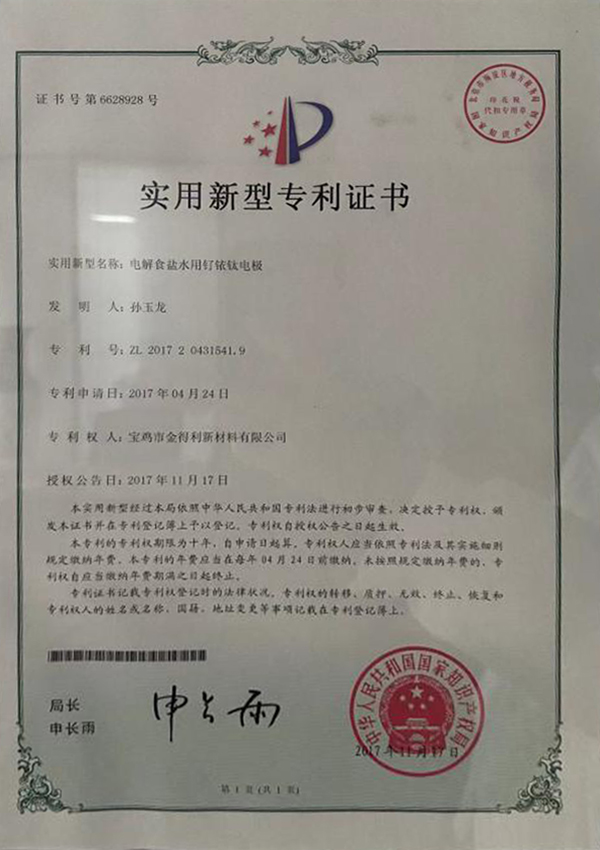 证书号第6628928号
实用新型专利证书
实用新型名称：电解食盐水用钌铱钛电极
发 明 人：孙玉龙
专 利 号：ZL 2017 2 0431541.9
专利申请日：2017年04月24日
专 利 权 人：宝鸡市金得利新材料有限公司
授权公告日：2017年11月17日
本实用新型经过本局依照中华人民共和国专利法进行初步审查，决定授予专利权，颁
发本证书并在专利登记簿上予以登记。专利权自授权公告之日起生效。
本专利的专利权期限为十年，自申请日起算。专利权人应当依照专利法及其实施细则
规定缴纳年费。本专利的年费应当在每年04月24日前缴纳。未按照规定缴纳年费的，专
利权自应当缴纳年费期满之日起终止。
专利证书记载专利权登记时的法律状况。专利权的转移、质押、无效、终止、恢复和
专利权人的姓名或名称、国籍、地址变更等事项记载在专利登记簿上。
局长
申长雨
申长雨
中华人民共和国国家知识产权局
2017年11月17日
第1页（共1页）